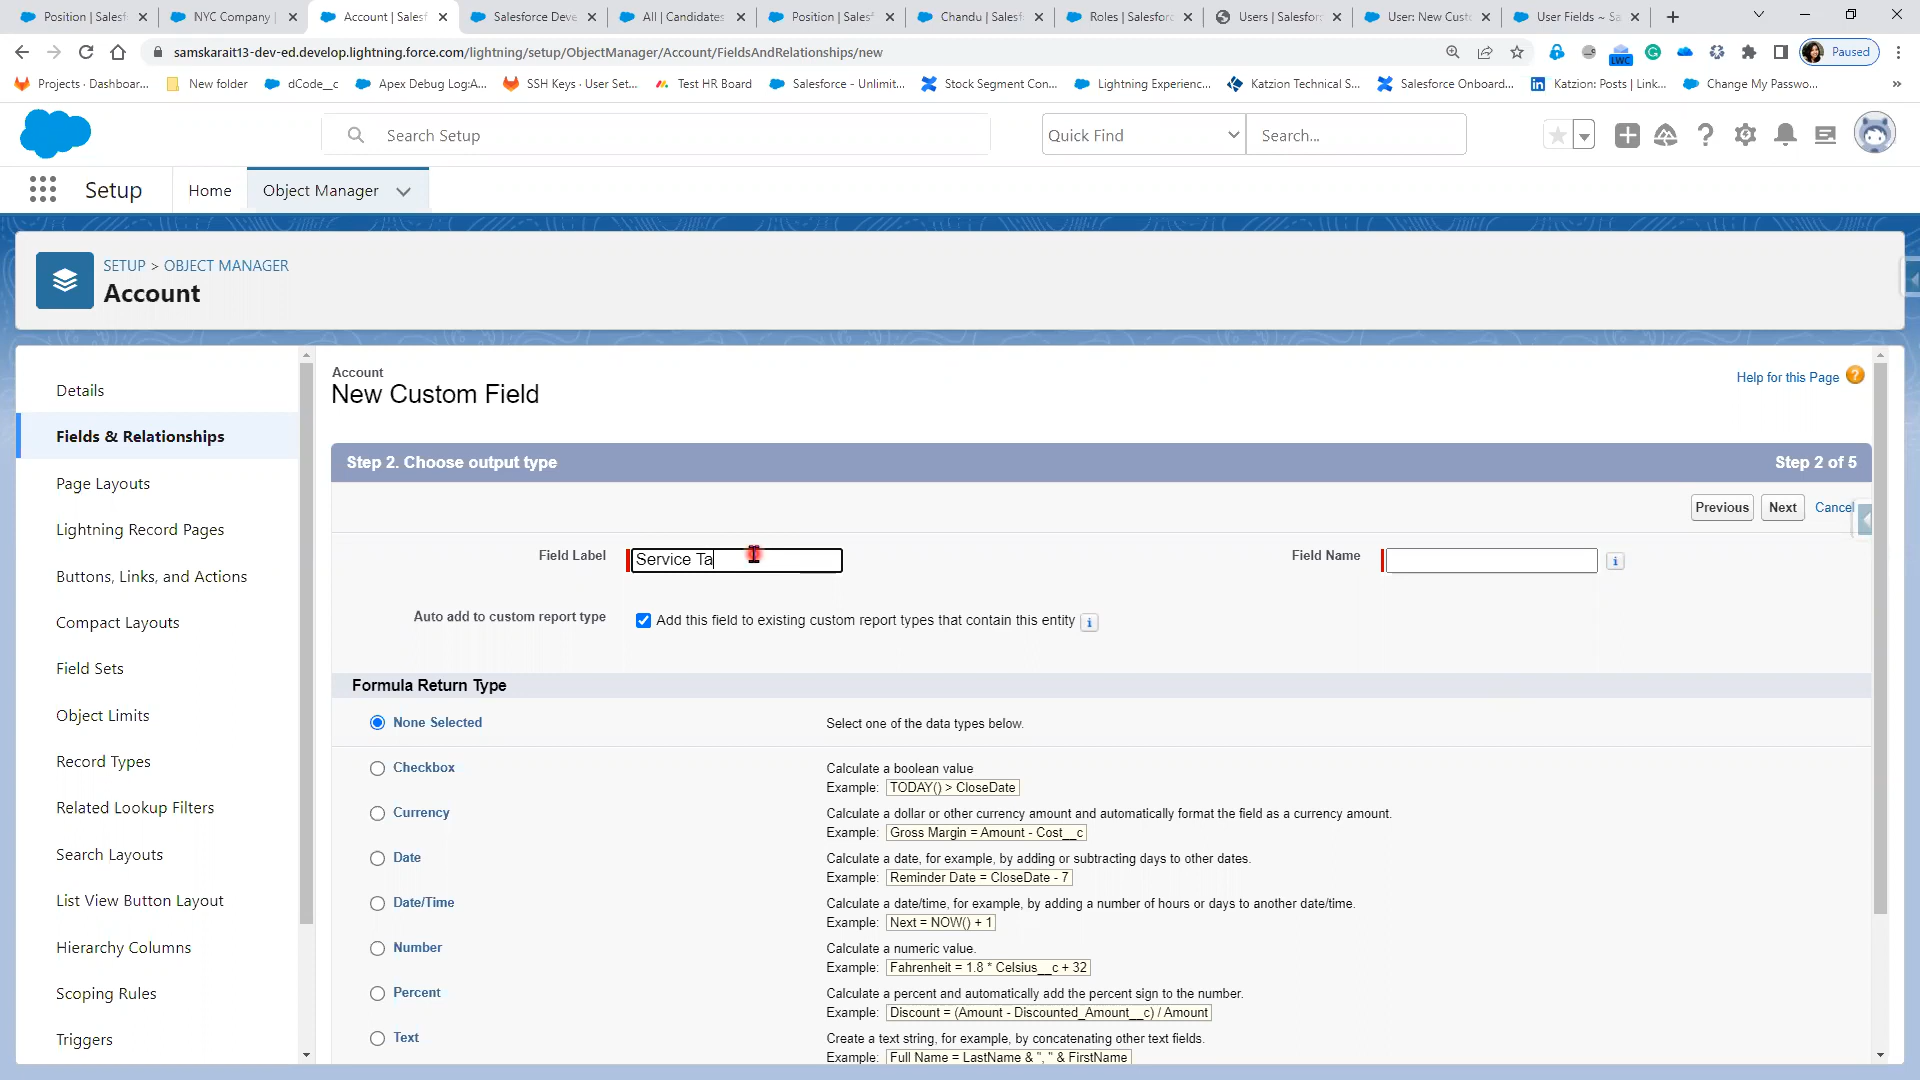 Position | Salesf
NYC Company |
Account | Salesf
Salesforce Deve
All | Candidates
Position | Salesf
Chandu | Salesf
Roles | Salesforc
Users | Salesfor
User: New Cust
User Fields ~ Sa
samskarait13-dev-ed.develop.lightning.force.com/lightning/setup/ObjectManager/Account/FieldsAndRelationships/new
LWC
Paused
Projects · Dashboar...
New folder
dCode__c
Apex Debug Log:A...
SSH Keys · User Set...
Test HR Board
Salesforce - Unlimit...
Stock Segment Con...
Lightning Experienc...
Katzion Technical S...
Salesforce Onboard...
Katzion: Posts | Link...
Change My Passwo...
Search Setup
Quick Find
Search...
Setup
Home
Object Manager
SETUP > OBJECT MANAGER
Account
Details
Fields & Relationships
Page Layouts
Lightning Record Pages
Buttons, Links, and Actions
Compact Layouts
Field Sets
Object Limits
Record Types
Related Lookup Filters
Search Layouts
List View Button Layout
Hierarchy Columns
Scoping Rules
Triggers
Account
New Custom Field
Help for this Page
Step 2. Choose output type
Step 2 of 5
Previous
Next
Cancel
Field Label
Service Ta
Field Name
Auto add to custom report type
Add this field to existing custom report types that contain this entity
Formula Return Type
None Selected
Select one of the data types below.
Checkbox
Calculate a boolean value
Example: TODAY() > CloseDate
Currency
Calculate a dollar or other currency amount and automatically format the field as a currency amount.
Example: Gross Margin = Amount - Cost__c
Date
Calculate a date, for example, by adding or subtracting days to other dates.
Example: Reminder Date = CloseDate - 7
Date/Time
Calculate a date/time, for example, by adding a number of hours or days to another date/time.
Example: Next = NOW() + 1
Number
Calculate a numeric value.
Example: Fahrenheit = 1.8 * Celsius__c + 32
Percent
Calculate a percent and automatically add the percent sign to the number.
Example: Discount = (Amount - Discounted_Amount__c) / Amount
Text
Create a text string, for example, by concatenating other text fields.
Example: Full Name = LastName & ", " & FirstName